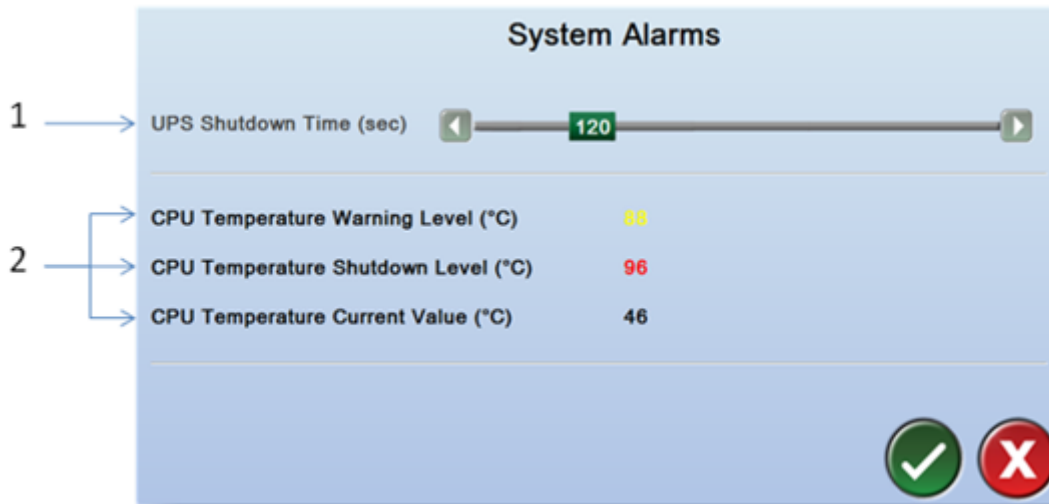 System Alarms
1 UPS Shutdown Time (sec) 120
CPU Temperature Warning Level (°C) 88
2 CPU Temperature Shutdown Level (°C) 96
CPU Temperature Current Value (°C) 46